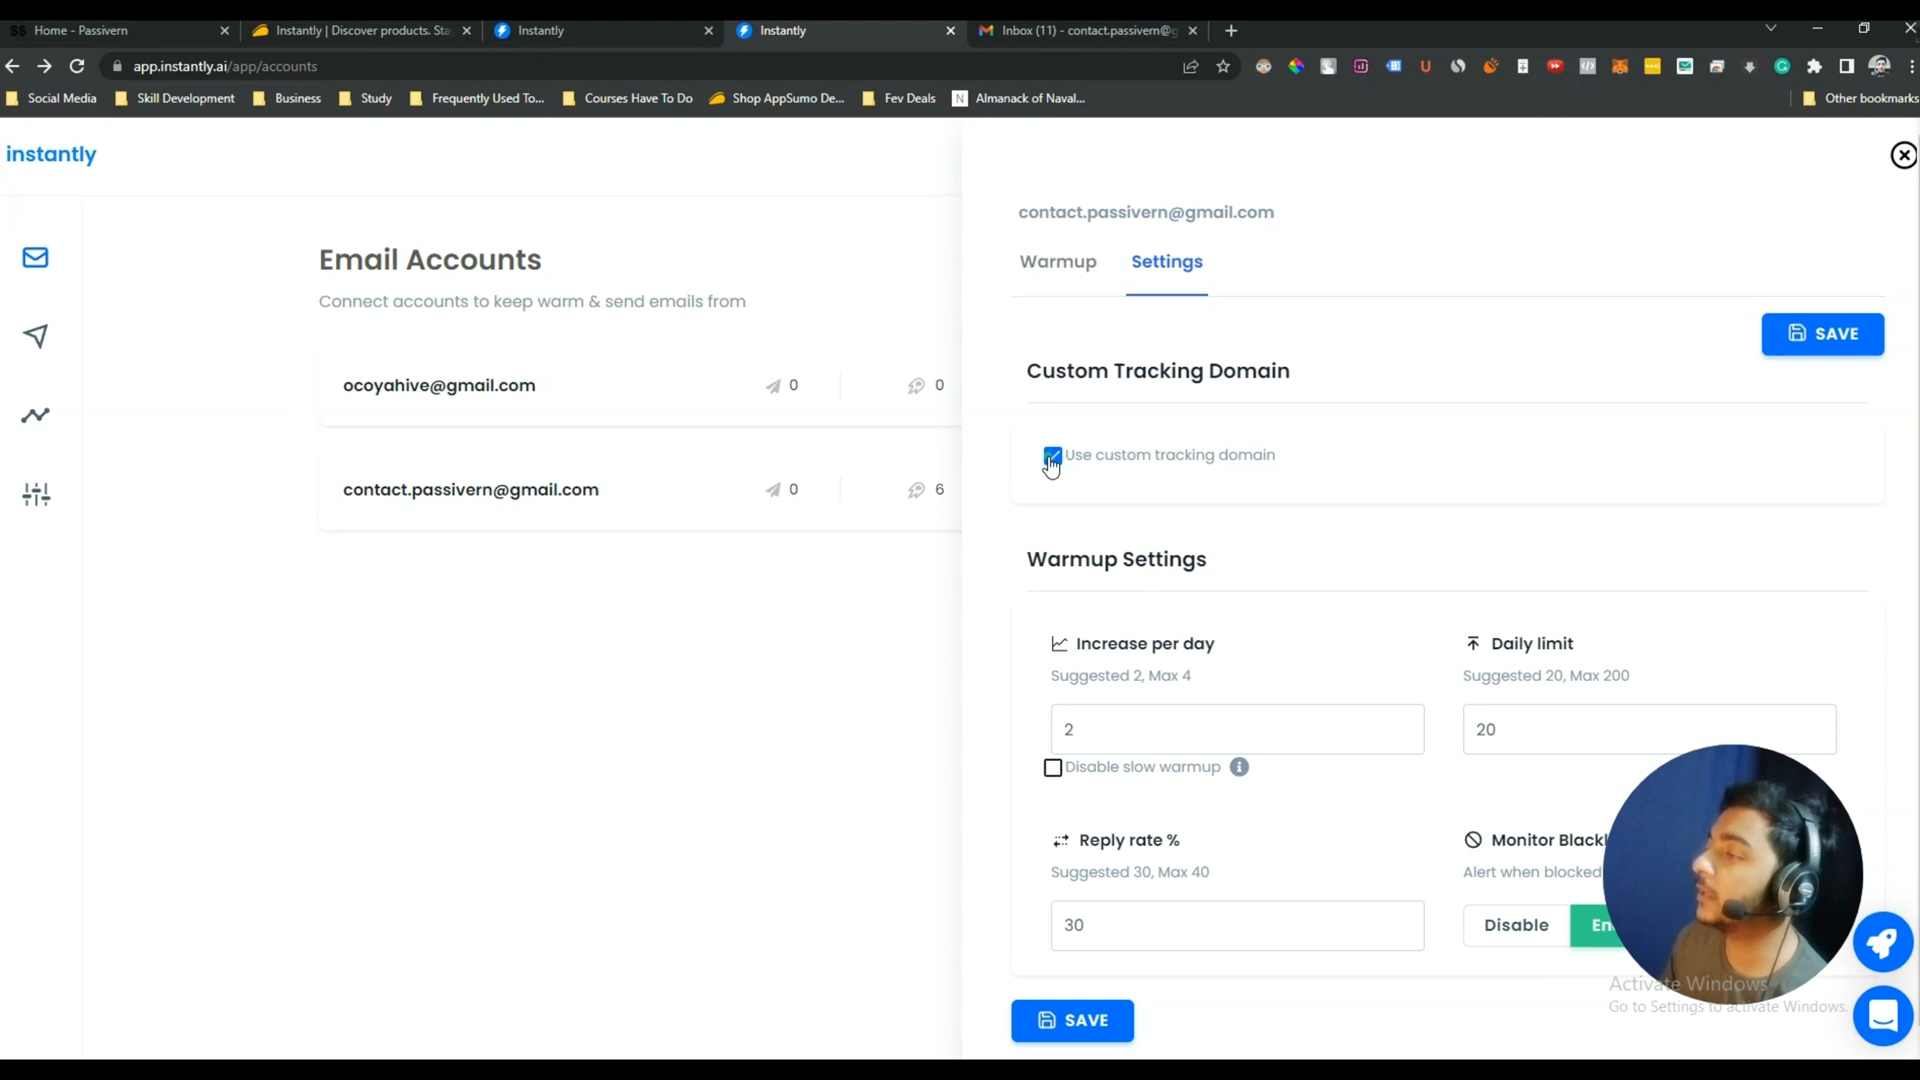 Home - Passivern
Instantly | Discover products. Sta
Instantly
Instantly
Inbox (11) - contact.passivern@g
app.instantly.ai/app/accounts
Social Media
Skill Development
Business
Study
Frequently Used To...
Courses Have To Do
Shop AppSumo De...
Fev Deals
Almanack of Naval...
Other bookmarks
instantly
contact.passivern@gmail.com
Warmup
Settings
Email Accounts
Connect accounts to keep warm & send emails from
SAVE
Custom Tracking Domain
ocoyahive@gmail.com
0
0
Use custom tracking domain
contact.passivern@gmail.com
0
6
Warmup Settings
Increase per day
Daily limit
Suggested 2, Max 4
Suggested 20, Max 200
2
20
Disable slow warmup
Reply rate %
Monitor Blackl
Suggested 30, Max 40
Alert when blocked
30
Disable
En
Activate Windows
Go to Settings to activate Windows.
SAVE